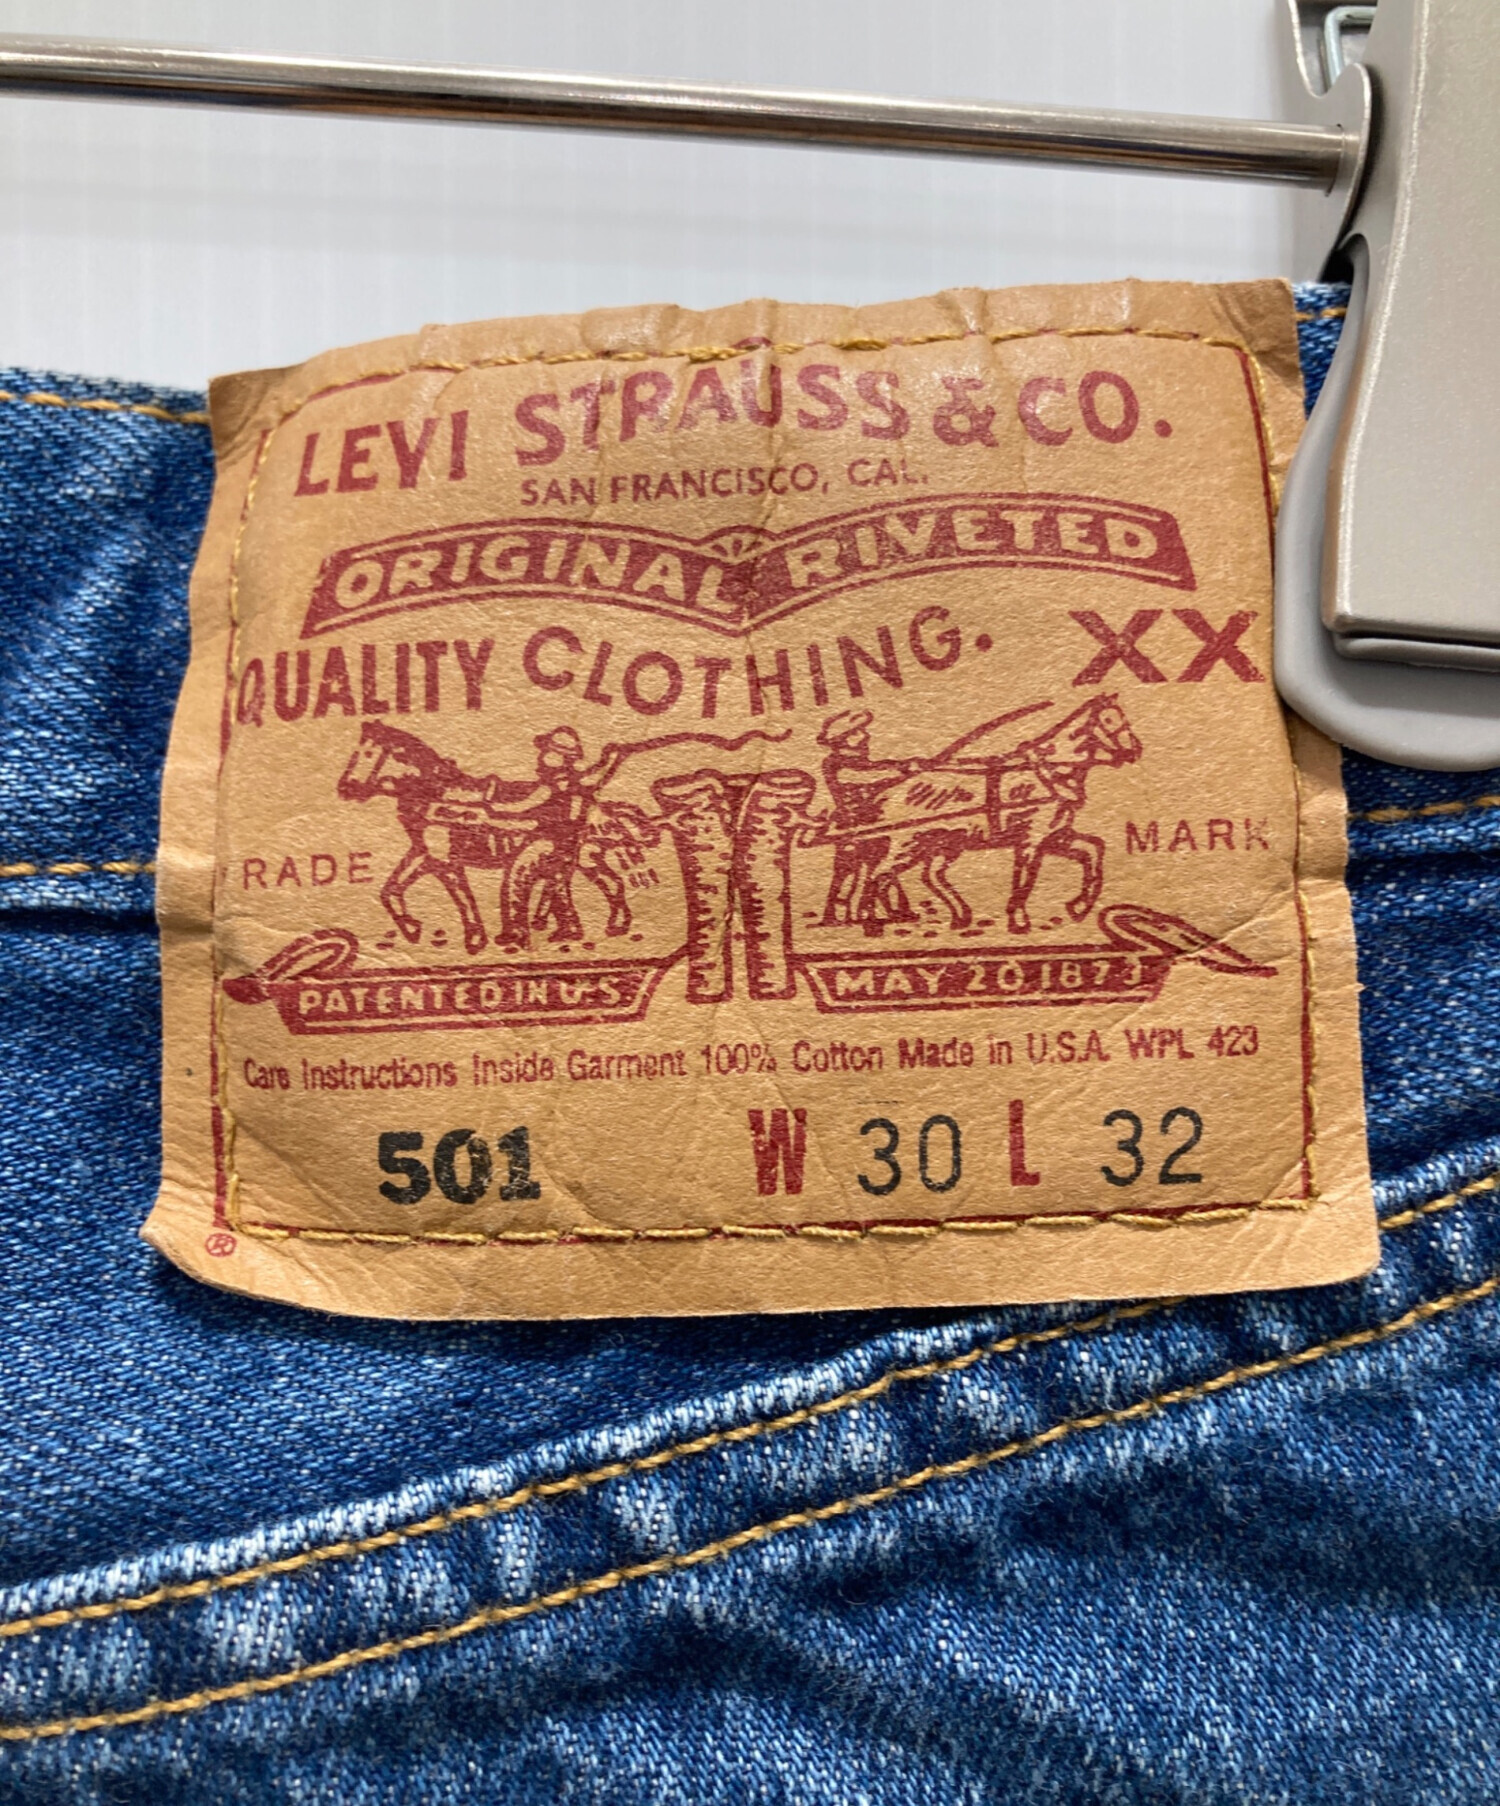 LEVI STRAUSS & CO.
SAN FRANCISCO, CAL.
ORIGINAL RIVETED
QUALITY CLOTHING. XX
RADE MARK
PATENTED IN U.S. MAY 20 1873
Care Instructions Inside Garment 100% Cotton Made in U.S.A. WPL 423
501 W 30 L 32
®